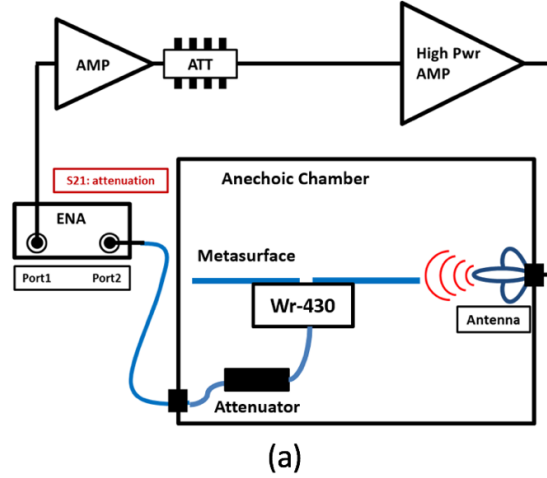 AMP
ATT
High Pwr
AMP
S21: attenuation
Anechoic Chamber
ENA
Port1
Port2
Metasurface
Wr-430
Antenna
Attenuator
(a)